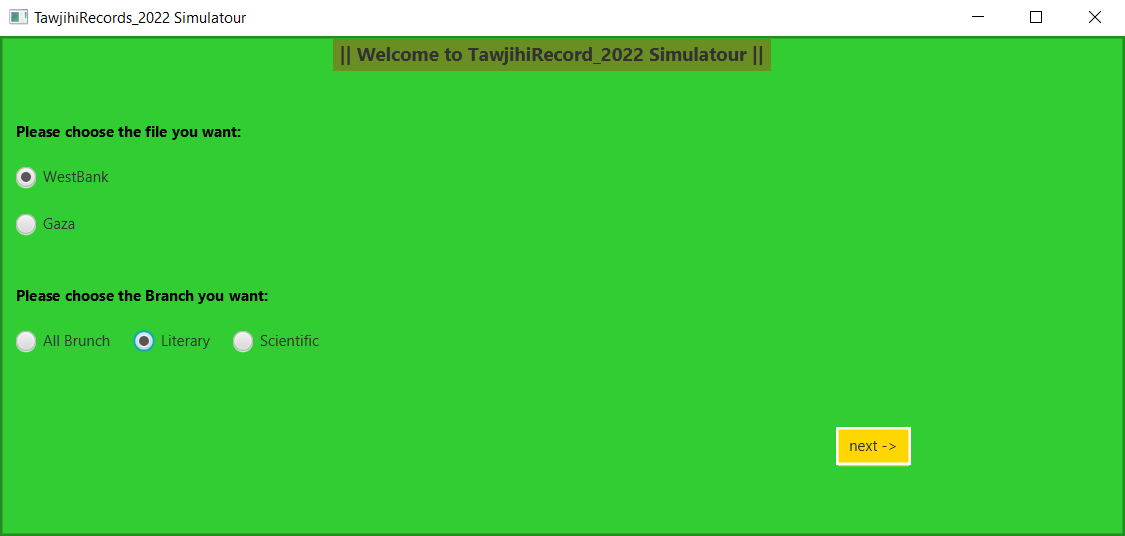 TawjihiRecords_2022 Simulatour
|| Welcome to TawjihiRecord_2022 Simulatour ||
Please choose the file you want:
WestBank
Gaza
Please choose the Branch you want:
All Brunch Literary Scientific
next ->